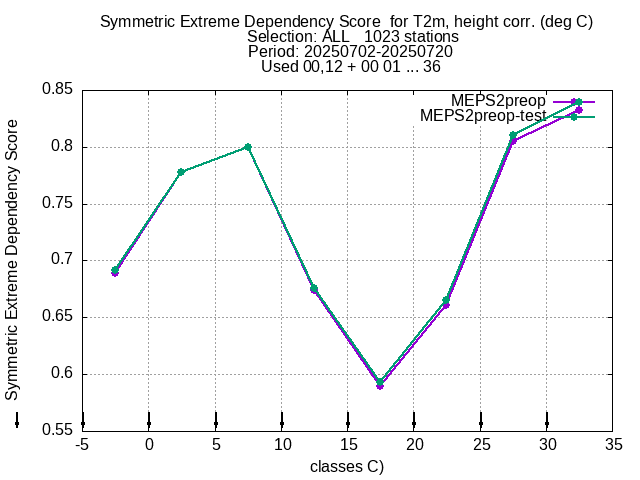 Symmetric Extreme Dependency Score  for T2m, height corr. (deg C)
Selection: ALL   1023 stations
Period: 20250702-20250720
Used 00,12 + 00 01 ... 36
MEPS2preop
MEPS2preop-test
Symmetric Extreme Dependency Score
0.85
0.8
0.75
0.7
0.65
0.6
0.55
-5 0 5 10 15 20 25 30 35
classes C)